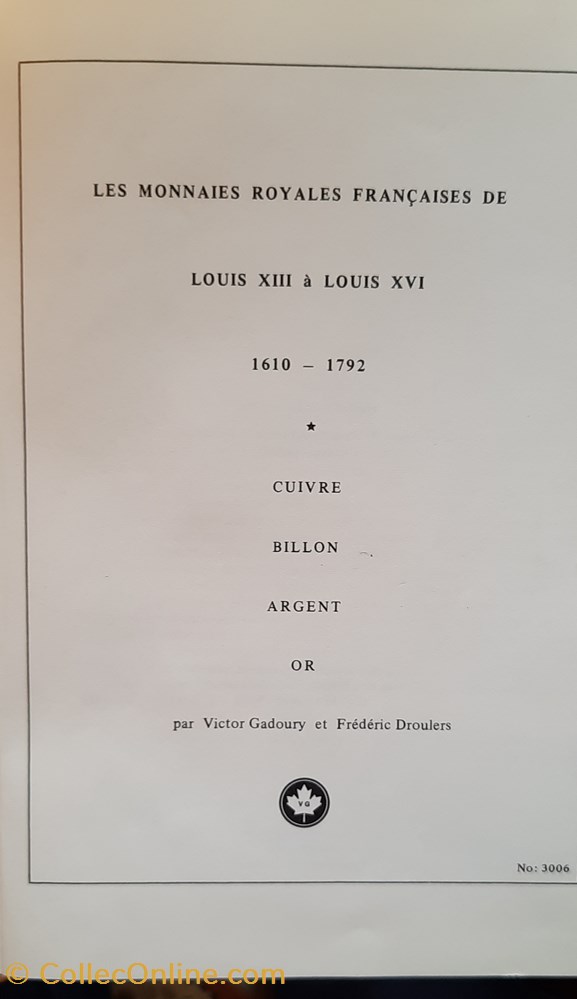 LES MONNAIES ROYALES FRANÇAISES DE
LOUIS XIII à LOUIS XVI
1610 – 1792
★
CUIVRE
BILLON
ARGENT
OR
par Victor Gadoury et Frédéric Droulers
VG
No: 3006
© CollecOnline.com